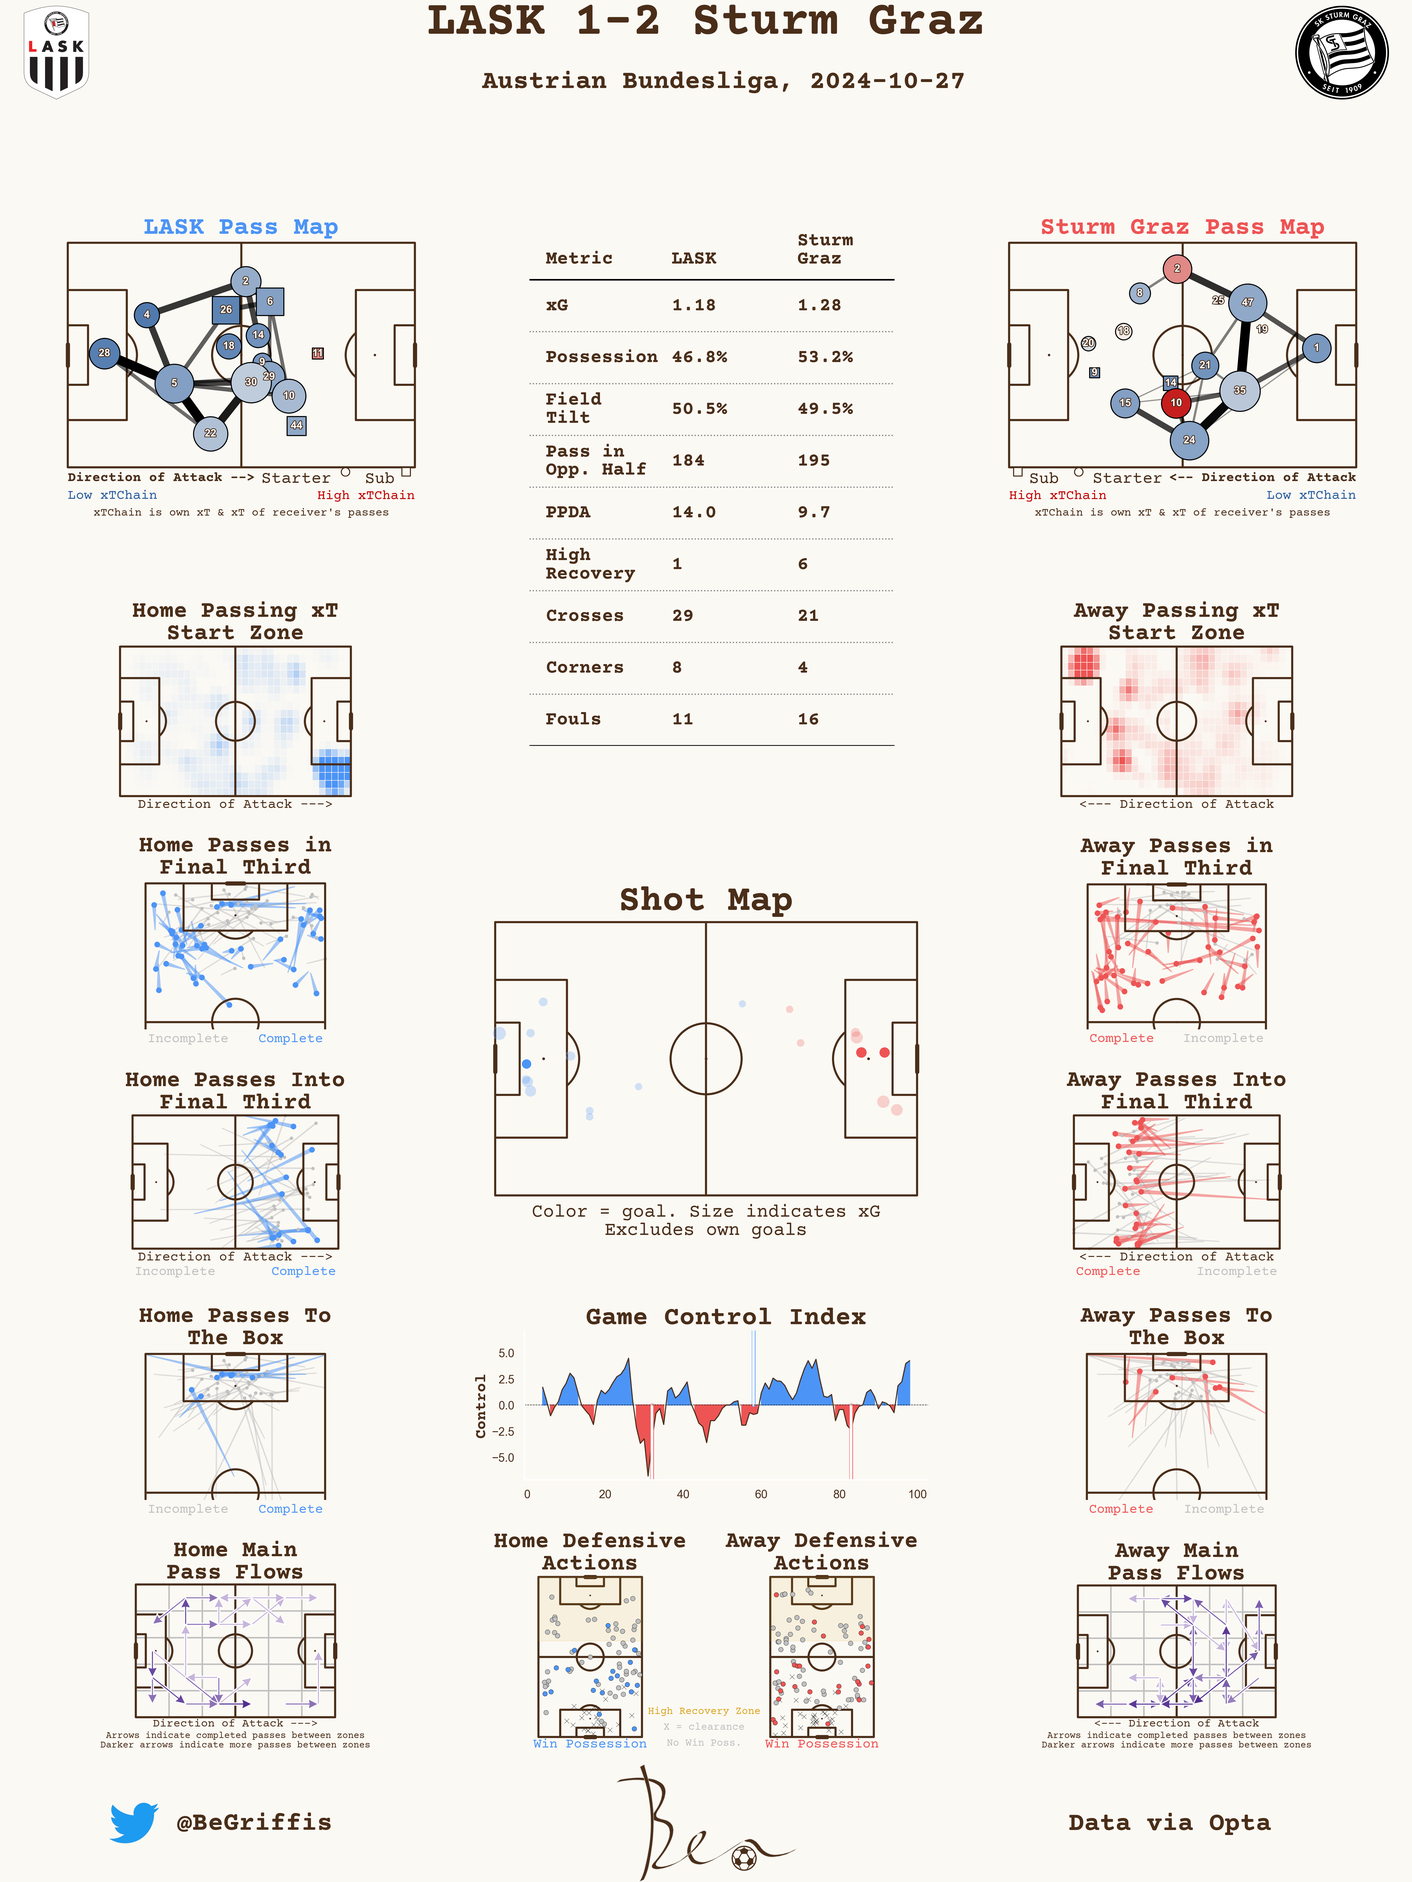 LASK 1-2 Sturm Graz
Austrian Bundesliga, 2024-10-27
LASK
SK STURM GRAZ
SEIT 1909
LASK Pass Map
2
6
26
4
14
18
28
9
11
29
5
30
10
44
22
Direction of Attack --> Starter Sub
Low xTChain High xTChain
xTChain is own xT & xT of receiver's passes
Metric LASK Sturm Graz
xG 1.18 1.28
Possession 46.8% 53.2%
Field Tilt 50.5% 49.5%
Pass in Opp. Half 184 195
PPDA 14.0 9.7
High Recovery 1 6
Crosses 29 21
Corners 8 4
Fouls 11 16
Sturm Graz Pass Map
2
8
25
47
18
19
20
1
9
21
14
35
15
10
24
Sub Starter <-- Direction of Attack
High xTChain Low xTChain
xTChain is own xT & xT of receiver's passes
Home Passing xT
Start Zone
Direction of Attack --->
Away Passing xT
Start Zone
<--- Direction of Attack
Home Passes in
Final Third
Incomplete Complete
Away Passes in
Final Third
Complete Incomplete
Shot Map
Color = goal. Size indicates xG
Excludes own goals
Home Passes Into
Final Third
Direction of Attack --->
Incomplete Complete
Away Passes Into
Final Third
<--- Direction of Attack
Complete Incomplete
Home Passes To
The Box
Incomplete Complete
Game Control Index
Control
5.0
2.5
0.0
−2.5
−5.0
0 20 40 60 80 100
Away Passes To
The Box
Complete Incomplete
Home Main
Pass Flows
Direction of Attack --->
Arrows indicate completed passes between zones
Darker arrows indicate more passes between zones
Home Defensive
Actions
Win Possession
High Recovery Zone
X = clearance
No Win Poss.
Away Defensive
Actions
Win Possession
Away Main
Pass Flows
<--- Direction of Attack
Arrows indicate completed passes between zones
Darker arrows indicate more passes between zones
@BeGriffis
Ben
Data via Opta